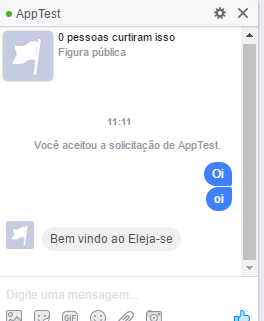 AppTest
0 pessoas curtiram isso
Figura pública
11:11
Você aceitou a solicitação de AppTest.
Oi
oi
Bem vindo ao Eleja-se
Digite uma mensagem...
GIF